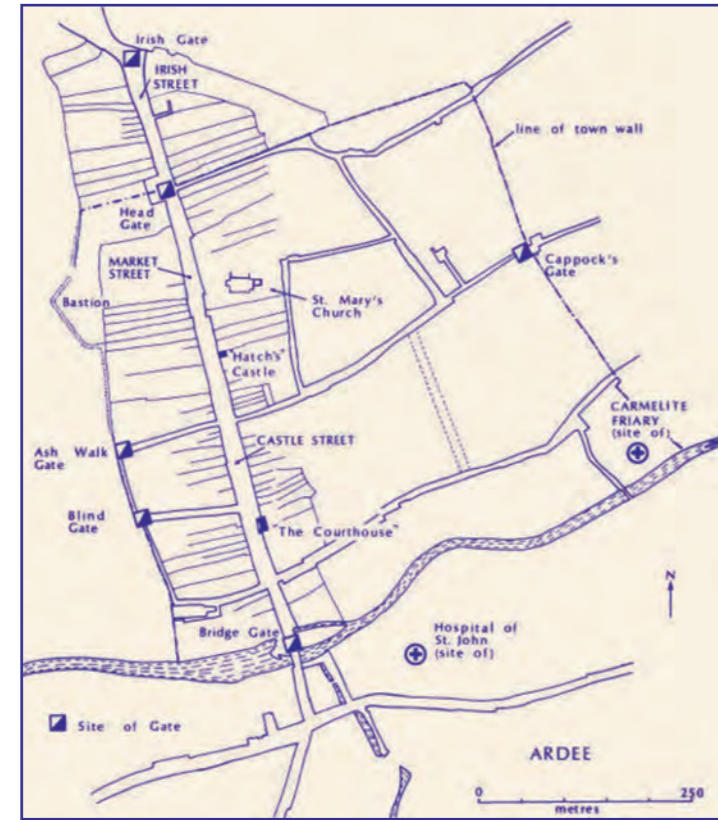 Irish Gate
IRISH
STREET
line of town wall
Head
Gate
Cappock's
Gate
MARKET
STREET
St. Mary's
Church
Bastion
"Hatch's"
Castle
CARMELITE
FRIARY
(site of)
Ash Walk
Gate
CASTLE STREET
Blind
Gate
"The Courthouse"
N
Hospital of
St. John
(site of)
Bridge Gate
Site of Gate
ARDEE
0 250
metres